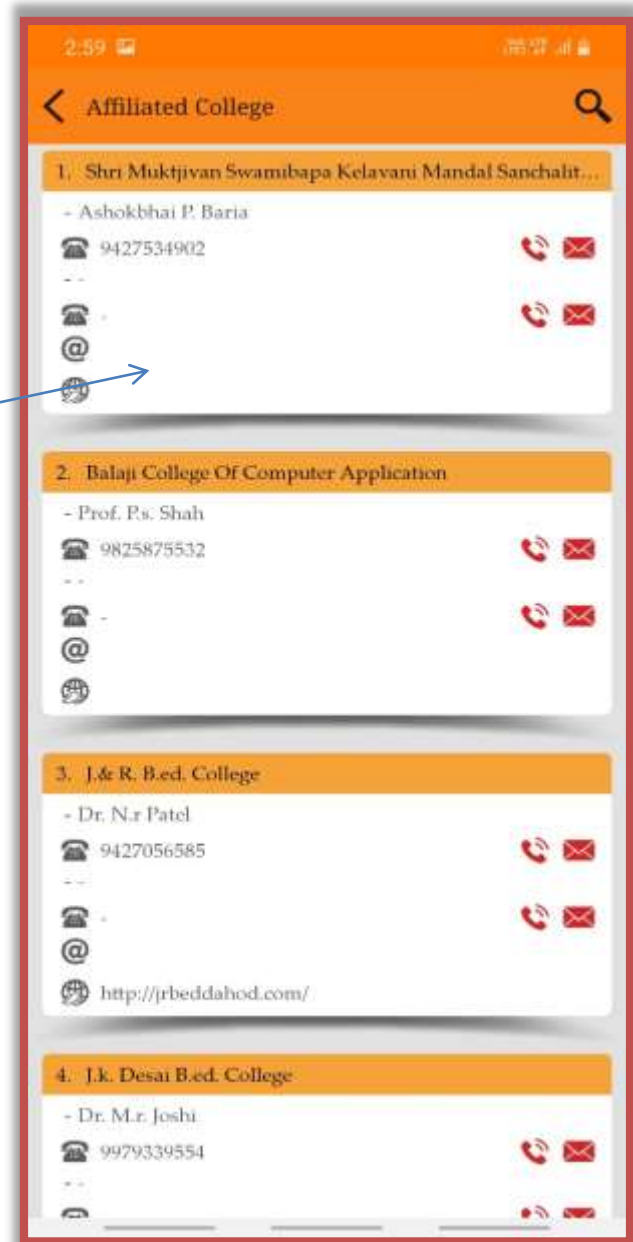 2:59
Affiliated College
1. Shri Muktjivan Swamibapa Kelavani Mandal Sanchalit...
- Ashokbhai P. Baria
9427534902
- -
-
@
2. Balaji College Of Computer Application
- Prof. P.s. Shah
9825875532
- -
-
@
3. J.& R. B.ed. College
- Dr. N.r Patel
9427056585
- -
-
@
http://jrbeddahod.com/
4. J.k. Desai B.ed. College
- Dr. M.r. Joshi
9979339554
- -